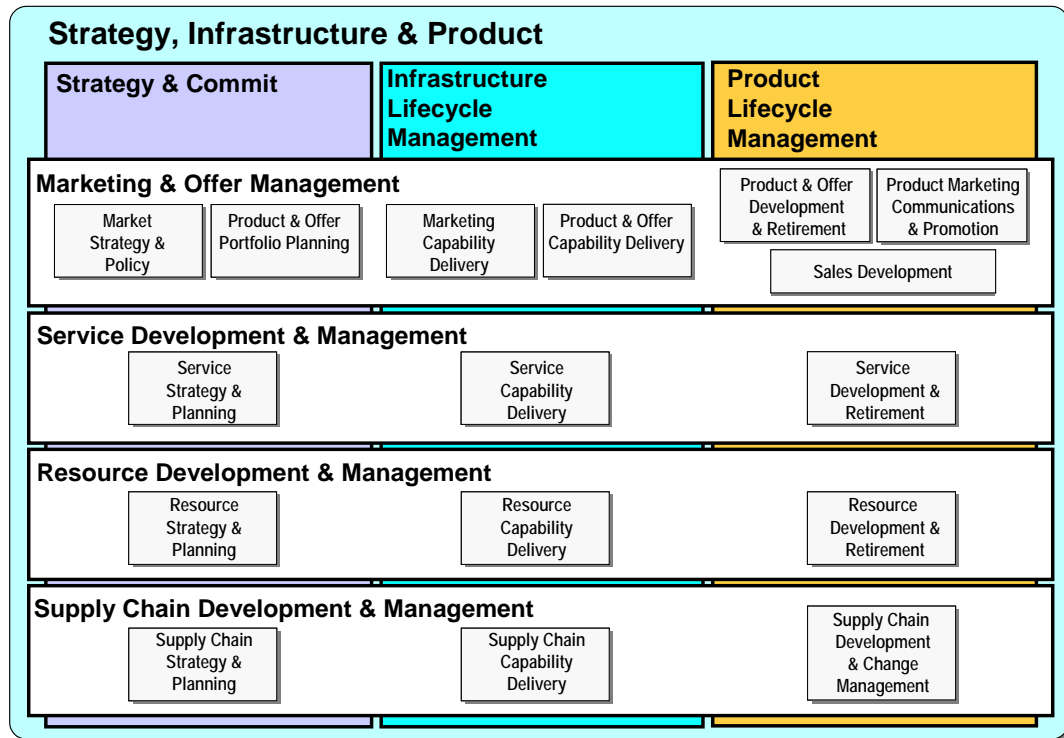 Strategy, Infrastructure & Product
Strategy & Commit
Infrastructure
Lifecycle
Management
Product
Lifecycle
Management
Marketing & Offer Management
Market
Strategy &
Policy
Product & Offer
Portfolio Planning
Marketing
Capability
Delivery
Product & Offer
Capability Delivery
Product & Offer
Development
& Retirement
Product Marketing
Communications
& Promotion
Sales Development
Service Development & Management
Service
Strategy &
Planning
Service
Capability
Delivery
Service
Development &
Retirement
Resource Development & Management
Resource
Strategy &
Planning
Resource
Capability
Delivery
Resource
Development &
Retirement
Supply Chain Development & Management
Supply Chain
Strategy &
Planning
Supply Chain
Capability
Delivery
Supply Chain
Development
& Change
Management